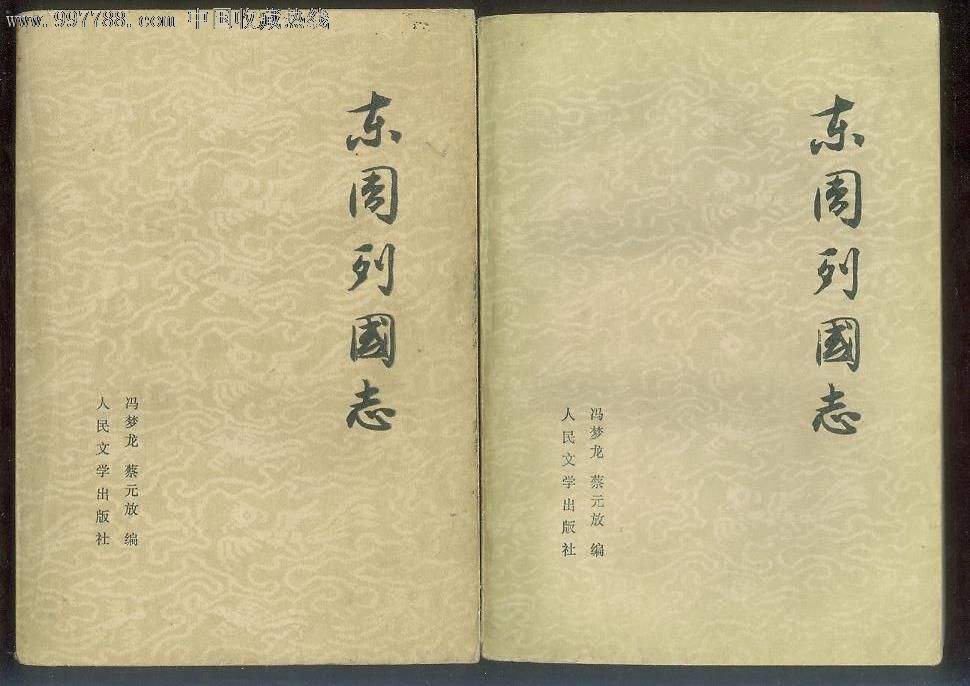 www.997788.com 中国收藏热线
东周列國志
冯梦龙 蔡元放 编
人民文学出版社
东周列國志
冯梦龙 蔡元放 编
人民文学出版社